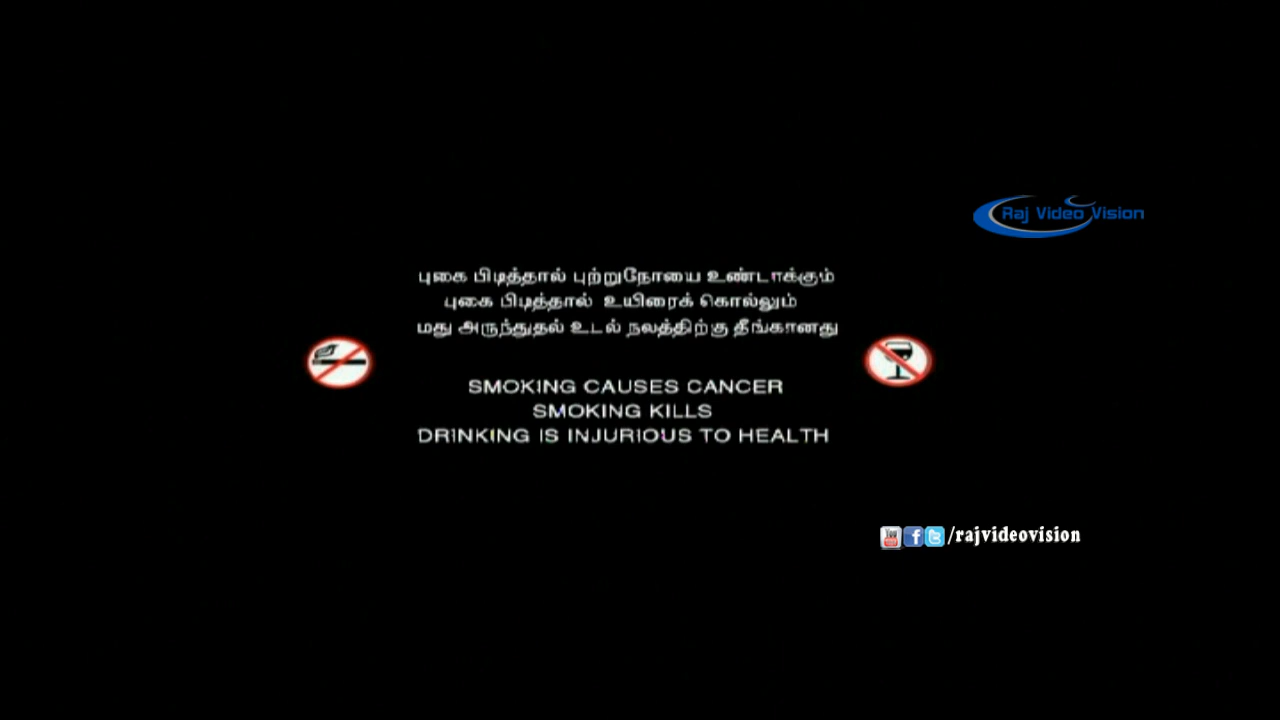 Raj Video Vision
புகை பிடித்தால் புற்றுநோயை உண்டாக்கும்
புகை பிடித்தால் உயிரைக் கொல்லும்
மது அருந்துதல் உடல் நலத்திற்கு தீங்கானது
SMOKING CAUSES CANCER
SMOKING KILLS
DRINKING IS INJURIOUS TO HEALTH
You f t /rajvideovision